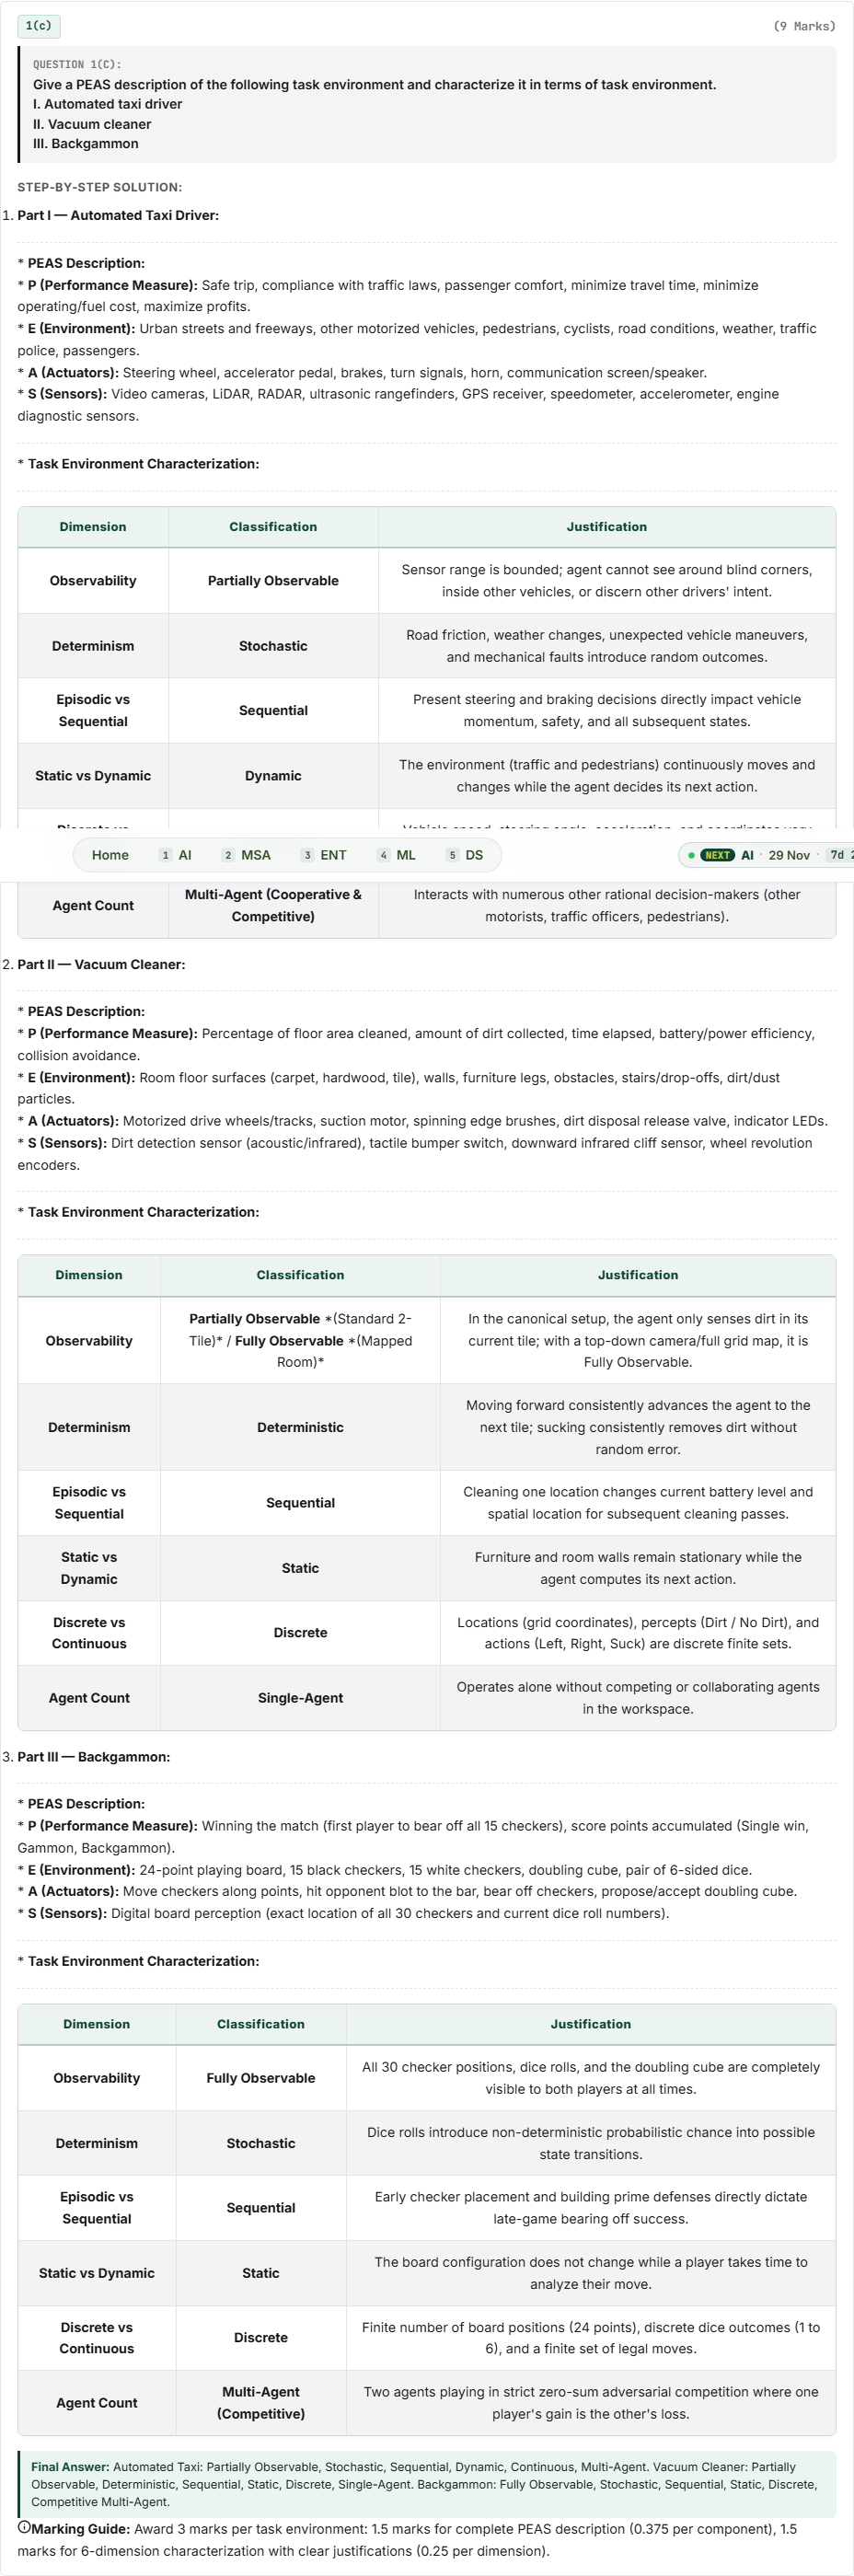 1(c)
(9 Marks)
QUESTION 1(C):
Give a PEAS description of the following task environment and characterize it in terms of task environment.
I. Automated taxi driver
II. Vacuum cleaner
III. Backgammon
STEP-BY-STEP SOLUTION:
1. Part I — Automated Taxi Driver:
* PEAS Description:
* P (Performance Measure): Safe trip, compliance with traffic laws, passenger comfort, minimize travel time, minimize
operating/fuel cost, maximize profits.
* E (Environment): Urban streets and freeways, other motorized vehicles, pedestrians, cyclists, road conditions, weather, traffic
police, passengers.
* A (Actuators): Steering wheel, accelerator pedal, brakes, turn signals, horn, communication screen/speaker.
* S (Sensors): Video cameras, LiDAR, RADAR, ultrasonic rangefinders, GPS receiver, speedometer, accelerometer, engine
diagnostic sensors.
* Task Environment Characterization:
Dimension
Classification
Justification
Observability
Partially Observable
Sensor range is bounded; agent cannot see around blind corners,
inside other vehicles, or discern other drivers' intent.
Determinism
Stochastic
Road friction, weather changes, unexpected vehicle maneuvers,
and mechanical faults introduce random outcomes.
Episodic vs
Sequential
Sequential
Present steering and braking decisions directly impact vehicle
momentum, safety, and all subsequent states.
Static vs Dynamic
Dynamic
The environment (traffic and pedestrians) continuously moves and
changes while the agent decides its next action.
Home
1 AI
2 MSA
3 ENT
4 ML
5 DS
NEXT AI · 29 Nov · 7d
Agent Count
Multi-Agent (Cooperative &
Competitive)
Interacts with numerous other rational decision-makers (other
motorists, traffic officers, pedestrians).
2. Part II — Vacuum Cleaner:
* PEAS Description:
* P (Performance Measure): Percentage of floor area cleaned, amount of dirt collected, time elapsed, battery/power efficiency,
collision avoidance.
* E (Environment): Room floor surfaces (carpet, hardwood, tile), walls, furniture legs, obstacles, stairs/drop-offs, dirt/dust
particles.
* A (Actuators): Motorized drive wheels/tracks, suction motor, spinning edge brushes, dirt disposal release valve, indicator LEDs.
* S (Sensors): Dirt detection sensor (acoustic/infrared), tactile bumper switch, downward infrared cliff sensor, wheel revolution
encoders.
* Task Environment Characterization:
Dimension
Classification
Justification
Observability
Partially Observable *(Standard 2-
Tile)* / Fully Observable *(Mapped
Room)*
In the canonical setup, the agent only senses dirt in its
current tile; with a top-down camera/full grid map, it is
Fully Observable.
Determinism
Deterministic
Moving forward consistently advances the agent to the
next tile; sucking consistently removes dirt without
random error.
Episodic vs
Sequential
Sequential
Cleaning one location changes current battery level and
spatial location for subsequent cleaning passes.
Static vs
Dynamic
Static
Furniture and room walls remain stationary while the
agent computes its next action.
Discrete vs
Continuous
Discrete
Locations (grid coordinates), percepts (Dirt / No Dirt), and
actions (Left, Right, Suck) are discrete finite sets.
Agent Count
Single-Agent
Operates alone without competing or collaborating agents
in the workspace.
3. Part III — Backgammon:
* PEAS Description:
* P (Performance Measure): Winning the match (first player to bear off all 15 checkers), score points accumulated (Single win,
Gammon, Backgammon).
* E (Environment): 24-point playing board, 15 black checkers, 15 white checkers, doubling cube, pair of 6-sided dice.
* A (Actuators): Move checkers along points, hit opponent blot to the bar, bear off checkers, propose/accept doubling cube.
* S (Sensors): Digital board perception (exact location of all 30 checkers and current dice roll numbers).
* Task Environment Characterization:
Dimension
Classification
Justification
Observability
Fully Observable
All 30 checker positions, dice rolls, and the doubling cube are completely
visible to both players at all times.
Determinism
Stochastic
Dice rolls introduce non-deterministic probabilistic chance into possible
state transitions.
Episodic vs
Sequential
Sequential
Early checker placement and building prime defenses directly dictate
late-game bearing off success.
Static vs Dynamic
Static
The board configuration does not change while a player takes time to
analyze their move.
Discrete vs
Continuous
Discrete
Finite number of board positions (24 points), discrete dice outcomes (1 to
6), and a finite set of legal moves.
Agent Count
Multi-Agent
(Competitive)
Two agents playing in strict zero-sum adversarial competition where one
player's gain is the other's loss.
Final Answer: Automated Taxi: Partially Observable, Stochastic, Sequential, Dynamic, Continuous, Multi-Agent. Vacuum Cleaner: Partially
Observable, Deterministic, Sequential, Static, Discrete, Single-Agent. Backgammon: Fully Observable, Stochastic, Sequential, Static, Discrete,
Competitive Multi-Agent.
Marking Guide: Award 3 marks per task environment: 1.5 marks for complete PEAS description (0.375 per component), 1.5
marks for 6-dimension characterization with clear justifications (0.25 per dimension).